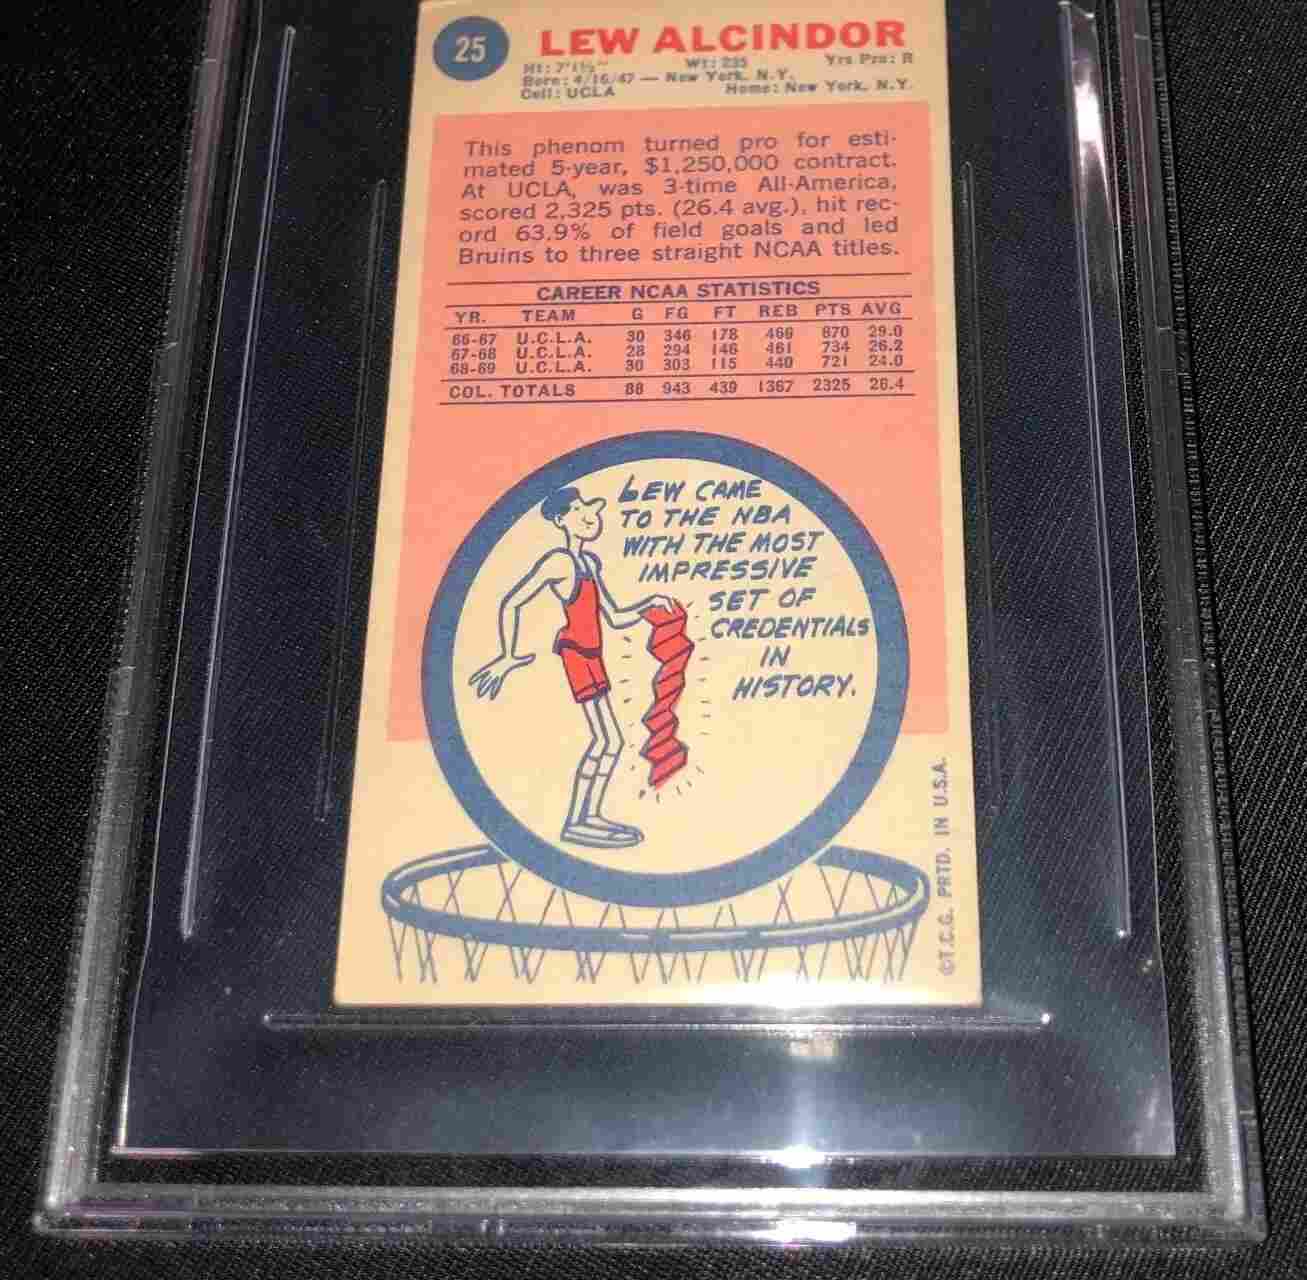 25
LEW ALCINDOR
Ht: 7'1½" Wt: 235 Yrs Pro: R
Born: 4/16/47 — New York, N.Y.
Coll: UCLA Home: New York, N.Y.
This phenom turned pro for esti-
mated 5-year, $1,250,000 contract.
At UCLA, was 3-time All-America,
scored 2,325 pts. (26.4 avg.), hit rec-
ord 63.9% of field goals and led
Bruins to three straight NCAA titles.
CAREER NCAA STATISTICS
YR. TEAM G FG FT REB PTS AVG
66-67 U.C.L.A. 30 346 178 466 870 29.0
67-68 U.C.L.A. 28 294 146 461 734 26.2
68-69 U.C.L.A. 30 303 115 440 721 24.0
COL. TOTALS 88 943 439 1367 2325 26.4
LEW CAME
TO THE NBA
WITH THE MOST
IMPRESSIVE
SET OF
CREDENTIALS
IN
HISTORY.
©T.C.G. PRTD. IN U.S.A.